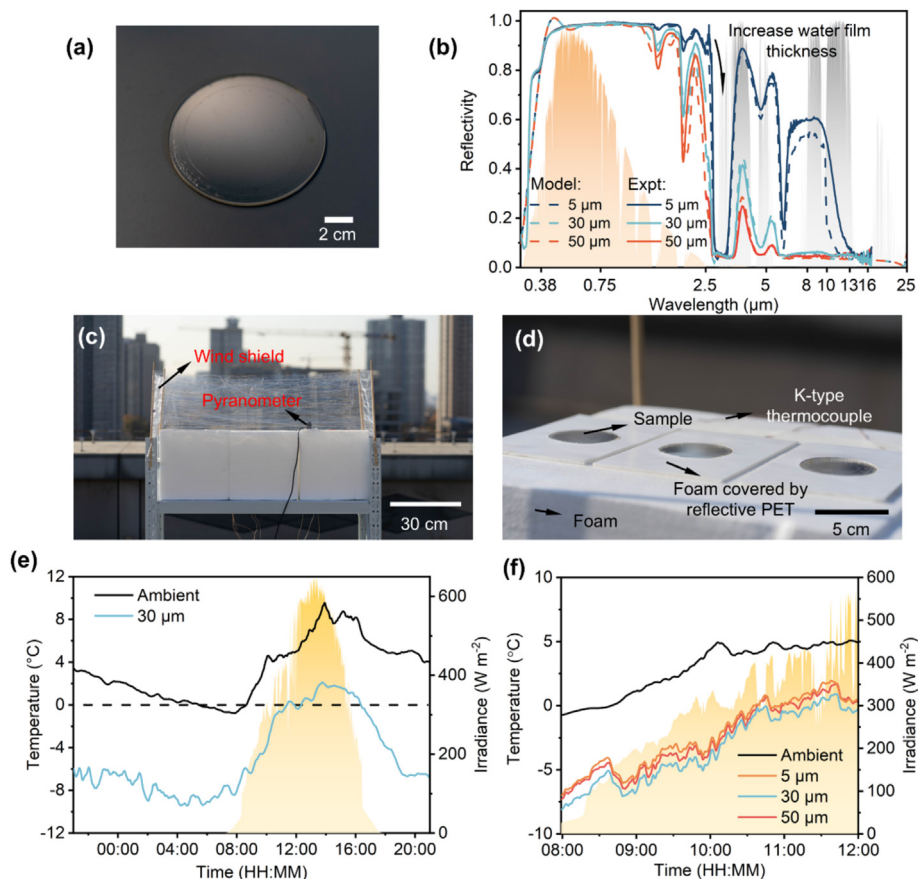 (a)
2 cm
(b)
Reflectivity
1.0
0.8
0.6
0.4
0.2
0.0
Increase water film
thickness
Model: Expt:
5 µm 5 µm
30 µm 30 µm
50 µm 50 µm
0.38 0.75 2.5 4 5 8 10 13 16 25
Wavelength (µm)
(c)
Wind shield
Pyranometer
30 cm
(d)
K-type
thermocouple
Sample
Foam covered by
reflective PET
Foam
5 cm
(e)
Temperature (°C)
12
8
4
0
-4
-8
-12
Ambient
30 µm
600
500
400
300
200
100
0
Irradiance (W m⁻²)
00:00 04:00 08:00 12:00 16:00 20:00
Time (HH:MM)
(f)
Temperature (°C)
10
5
0
-5
-10
Ambient
5 µm
30 µm
50 µm
600
500
400
300
200
100
0
Irradiance (W m⁻²)
08:00 09:00 10:00 11:00 12:00
Time (HH:MM)